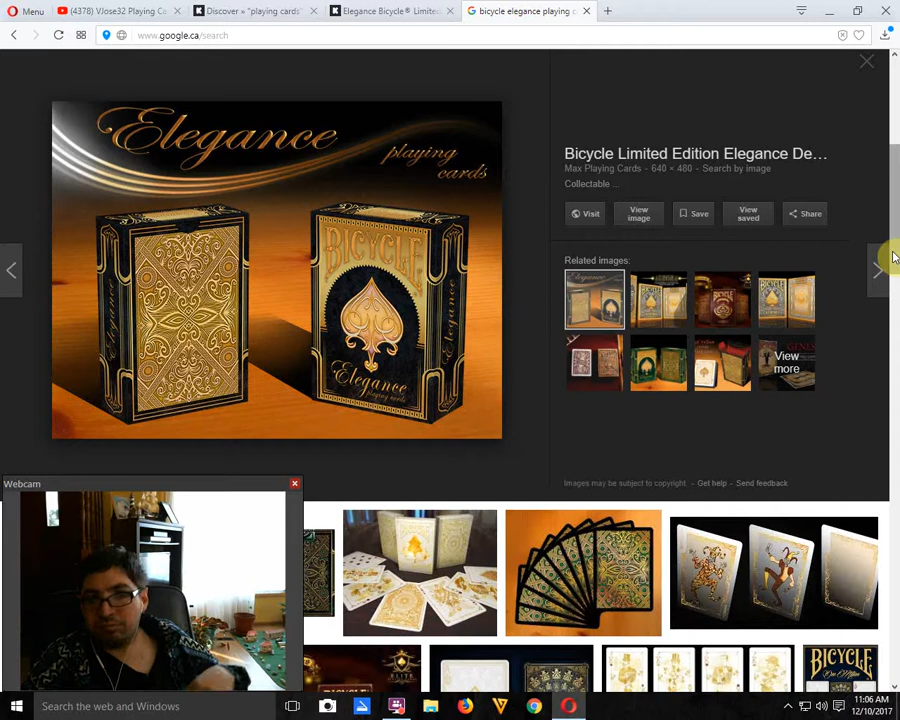 Menu
(4378) VJose32 Playing Ca
Discover » "playing cards"
Elegance Bicycle® Limited
bicycle elegance playing c
www.google.ca/search
Elegance
playing
cards
Elegance
BICYCLE
Elegance
playing cards
Elegance
Bicycle Limited Edition Elegance De...
Max Playing Cards - 640 × 480 - Search by image
Collectable ...
Visit
View
image
Save
View
saved
Share
Related images:
View
more
Images may be subject to copyright. - Get help - Send feedback
Webcam
BICYCLE
Search the web and Windows
11:06 AM
12/10/2017